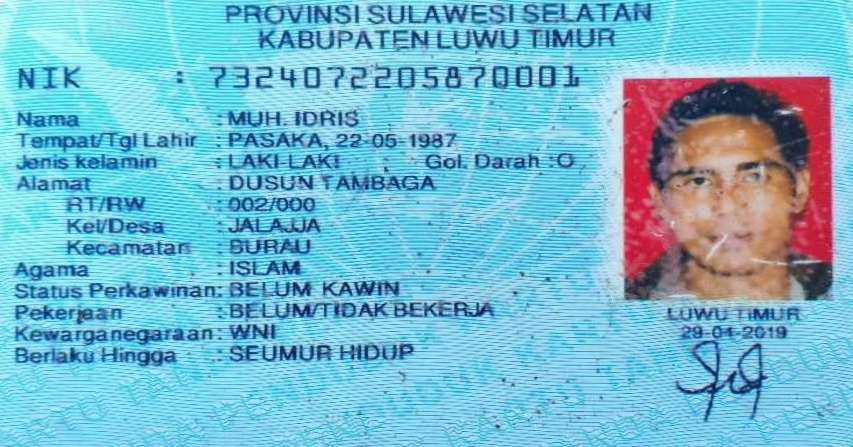 PROVINSI SULAWESI SELATAN
KABUPATEN LUWU TIMUR
NIK : 7324072205870001
Nama : MUH. IDRIS
Tempat/Tgl Lahir : PASAKA, 22-05-1987
Jenis kelamin : LAKI-LAKI Gol. Darah : O
Alamat : DUSUN TAMBAGA
RT/RW : 002/000
Kel/Desa : JALAJJA
Kecamatan : BURAU
Agama : ISLAM
Status Perkawinan: BELUM KAWIN
Pekerjaan : BELUM/TIDAK BEKERJA
Kewarganegaraan: WNI
Berlaku Hingga : SEUMUR HIDUP
LUWU TIMUR
29-04-2019